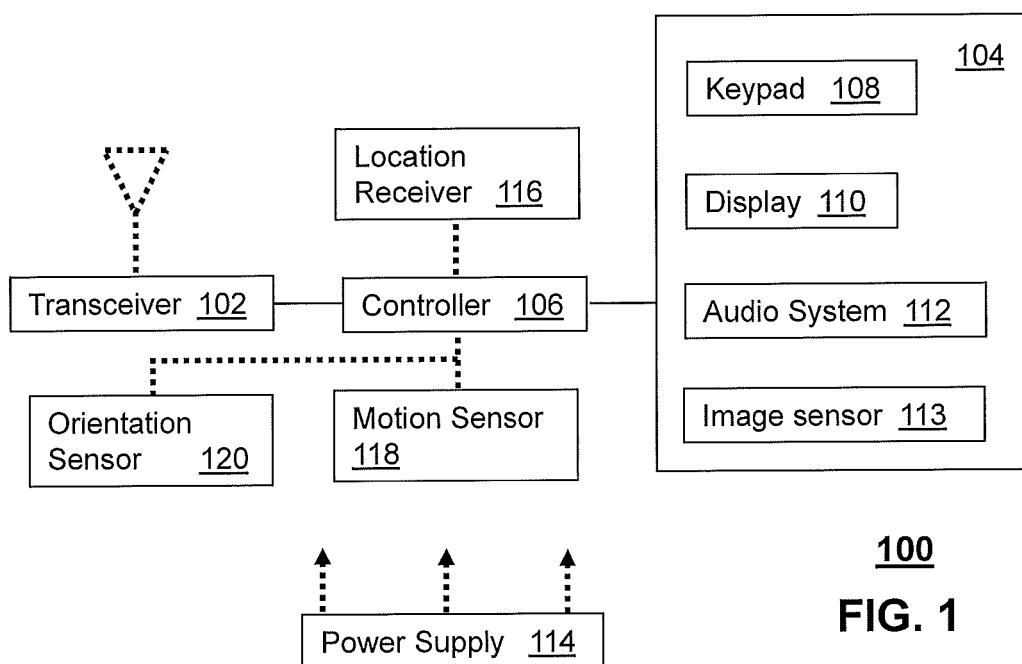 104
Keypad 108
Location
Receiver 116
Display 110
Transceiver 102
Controller 106
Audio System 112
Orientation
Sensor 120
Motion Sensor
118
Image sensor 113
100
FIG. 1
Power Supply 114